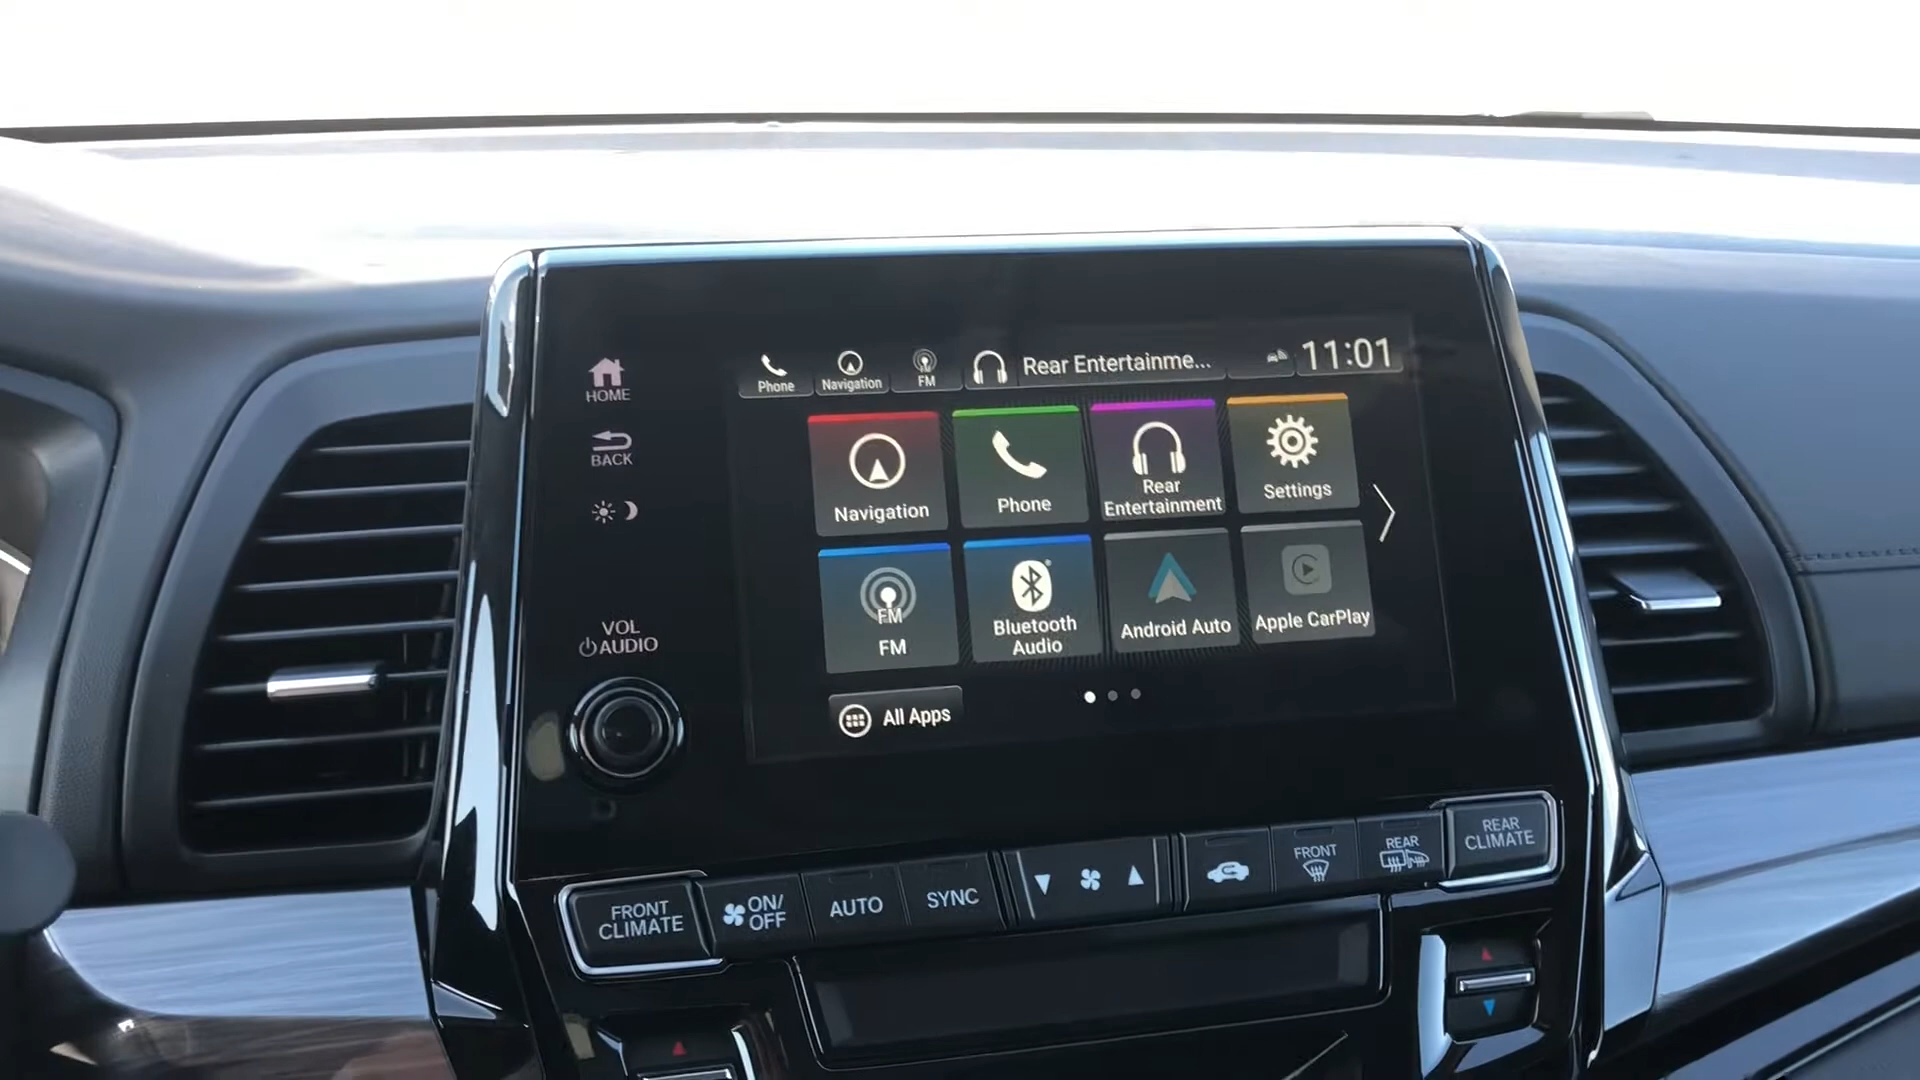 HOME
BACK
VOL
AUDIO
Phone
Navigation
FM
Rear Entertainme...
11:01
Navigation
Phone
Rear
Entertainment
Settings
FM
FM
Bluetooth
Audio
Android Auto
Apple CarPlay
All Apps
FRONT
CLIMATE
ON/
OFF
AUTO
SYNC
FRONT
REAR
REAR
CLIMATE